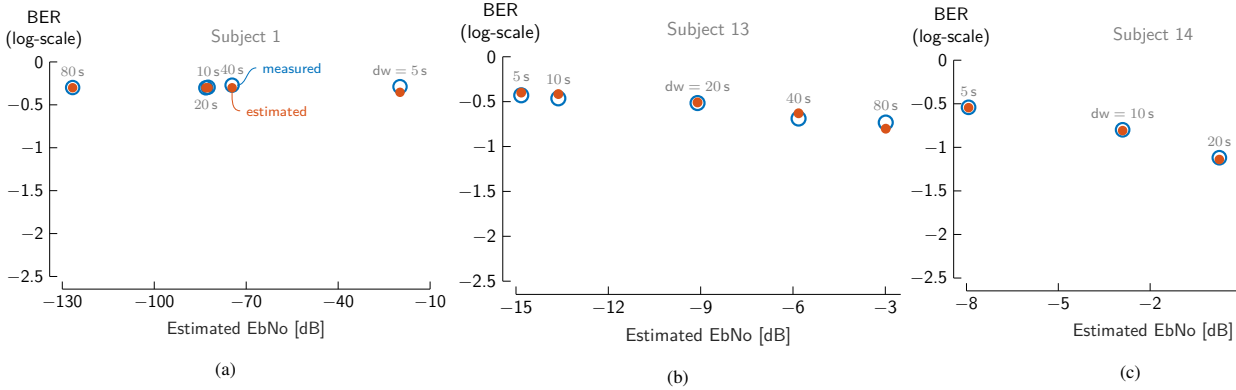 BER
(log-scale)
Subject 1
0
−0.5
−1
−1.5
−2
−2.5
80 s
10 s
40 s
20 s
measured
estimated
dw = 5 s
−130
−100
−70
−40
−10
Estimated EbNo [dB]
(a)
BER
(log-scale)
Subject 13
0
−0.5
−1
−1.5
−2
−2.5
5 s
10 s
dw = 20 s
40 s
80 s
−15
−12
−9
−6
−3
Estimated EbNo [dB]
(b)
BER
(log-scale)
Subject 14
0
−0.5
−1
−1.5
−2
−2.5
5 s
dw = 10 s
20 s
−8
−5
−2
Estimated EbNo [dB]
(c)